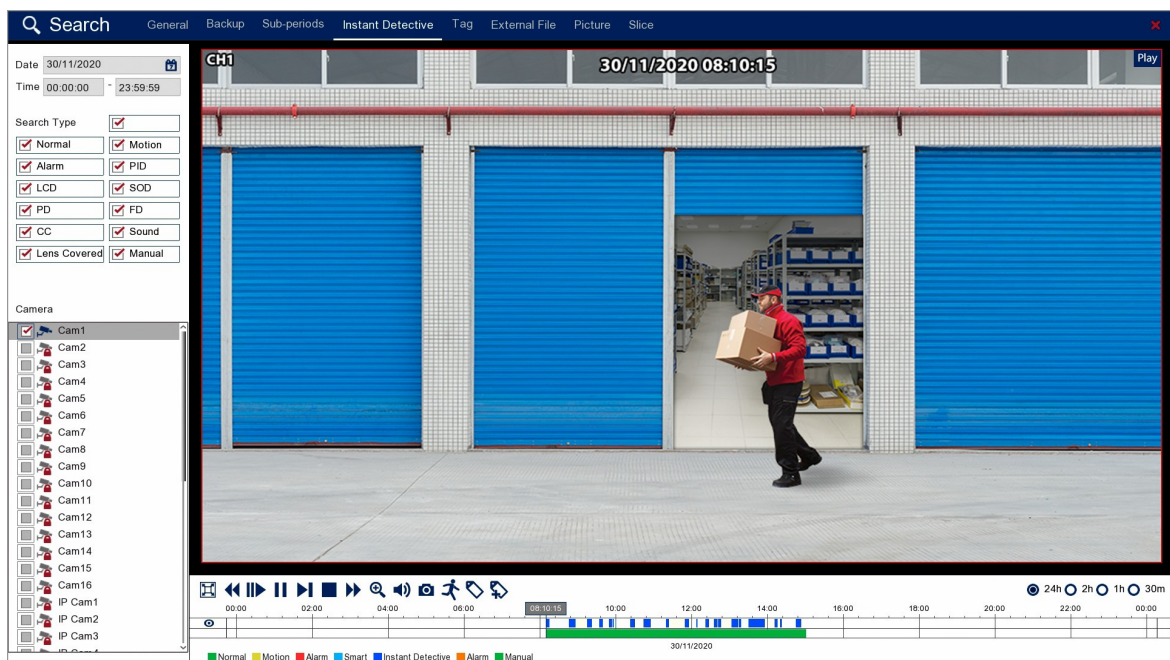 Search General Backup Sub-periods Instant Detective Tag External File Picture Slice
Date 30/11/2020
Time 00:00:00 - 23:59:59
Search Type
Normal Motion
Alarm PID
LCD SOD
PD FD
CC Sound
Lens Covered Manual
Camera
Cam1
Cam2
Cam3
Cam4
Cam5
Cam6
Cam7
Cam8
Cam9
Cam10
Cam11
Cam12
Cam13
Cam14
Cam15
Cam16
IP Cam1
IP Cam2
IP Cam3
CH1 30/11/2020 08:10:15 Play
24h 2h 1h 30m
00:00 02:00 04:00 06:00 08:10:15 10:00 12:00 14:00 16:00 18:00 20:00 22:00 00:00
30/11/2020
Normal Motion Alarm Smart Instant Detective Alarm Manual